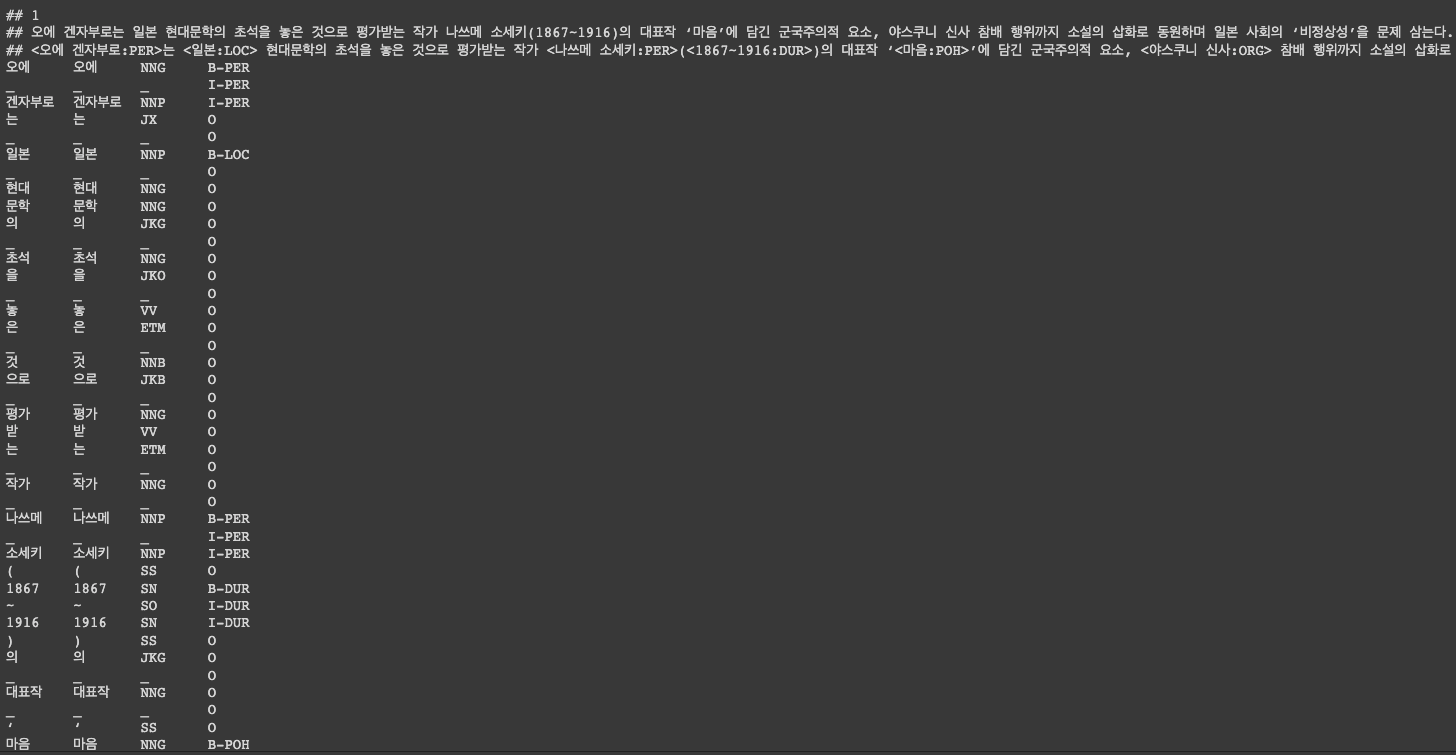 ## 1
## 오에 겐자부로는 일본 현대문학의 초석을 놓은 것으로 평가받는 작가 나쓰메 소세키(1867~1916)의 대표작 ‘마음’에 담긴 군국주의적 요소, 야스쿠니 신사 참배 행위까지 소설의 삽화로 동원하며 일본 사회의 ‘비정상성’을 문제 삼는다.
## <오에 겐자부로:PER>는 <일본:LOC> 현대문학의 초석을 놓은 것으로 평가받는 작가 <나쓰메 소세키:PER>(<1867~1916:DUR>)의 대표작 ‘<마음:POH>’에 담긴 군국주의적 요소, <야스쿠니 신사:ORG> 참배 행위까지 소설의 삽화로
오에 오에 NNG B-PER
_ _ _ I-PER
겐자부로 겐자부로 NNP I-PER
는 는 JX O
_ _ _ O
일본 일본 NNP B-LOC
_ _ _ O
현대 현대 NNG O
문학 문학 NNG O
의 의 JKG O
_ _ _ O
초석 초석 NNG O
을 을 JKO O
_ _ _ O
놓 놓 VV O
은 은 ETM O
_ _ _ O
것 것 NNB O
으로 으로 JKB O
_ _ _ O
평가 평가 NNG O
받 받 VV O
는 는 ETM O
_ _ _ O
작가 작가 NNG O
_ _ _ O
나쓰메 나쓰메 NNP B-PER
_ _ _ I-PER
소세키 소세키 NNP I-PER
( ( SS O
1867 1867 SN B-DUR
~ ~ SO I-DUR
1916 1916 SN I-DUR
) ) SS O
의 의 JKG O
_ _ _ O
대표작 대표작 NNG O
_ _ _ O
‘ ‘ SS O
마음 마음 NNG B-POH